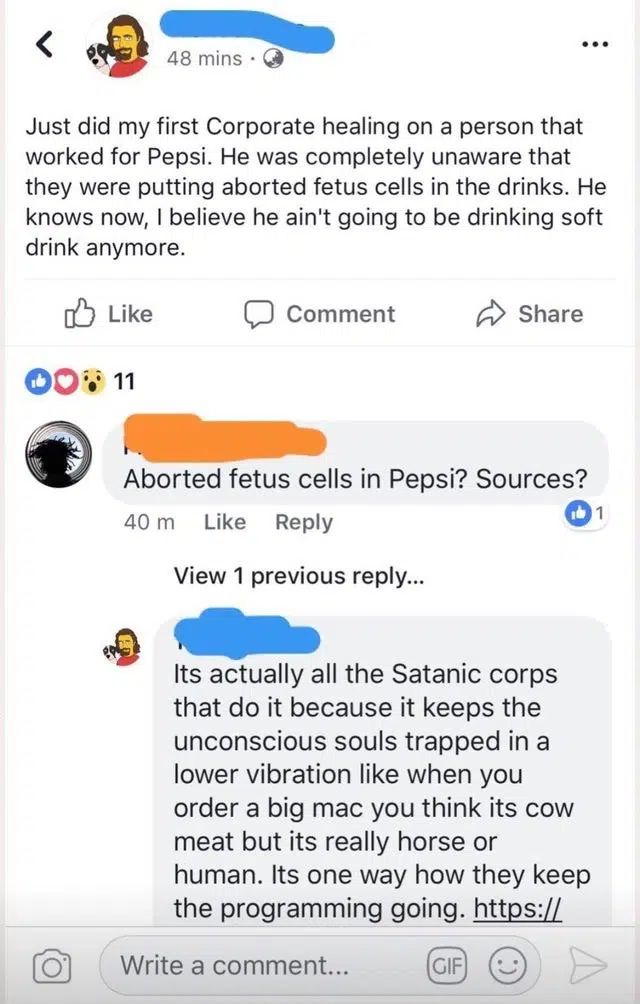 48 mins ·
Just did my first Corporate healing on a person that
worked for Pepsi. He was completely unaware that
they were putting aborted fetus cells in the drinks. He
knows now, I believe he ain't going to be drinking soft
drink anymore.
Like Comment Share
11
Aborted fetus cells in Pepsi? Sources?
1
40 m Like Reply
View 1 previous reply...
Its actually all the Satanic corps
that do it because it keeps the
unconscious souls trapped in a
lower vibration like when you
order a big mac you think its cow
meat but its really horse or
human. Its one way how they keep
the programming going. https://
Write a comment... GIF